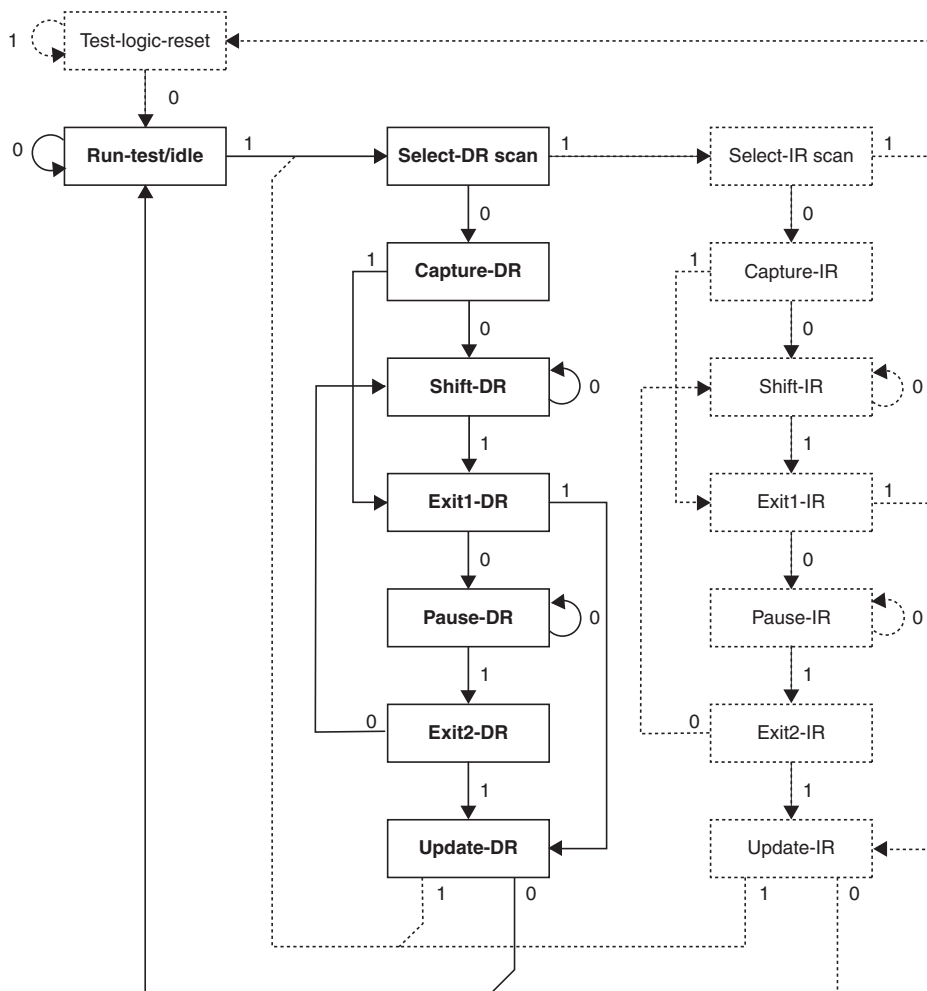 1 Test-logic-reset
0
0 Run-test/idle 1 Select-DR scan 1 Select-IR scan 1
0 0
1 Capture-DR 1 Capture-IR
0 0
Shift-DR 0 Shift-IR 0
1 1
Exit1-DR 1 Exit1-IR 1
0 0
Pause-DR 0 Pause-IR 0
1 1
0 Exit2-DR 0 Exit2-IR
1 1
Update-DR Update-IR
1 0 1 0